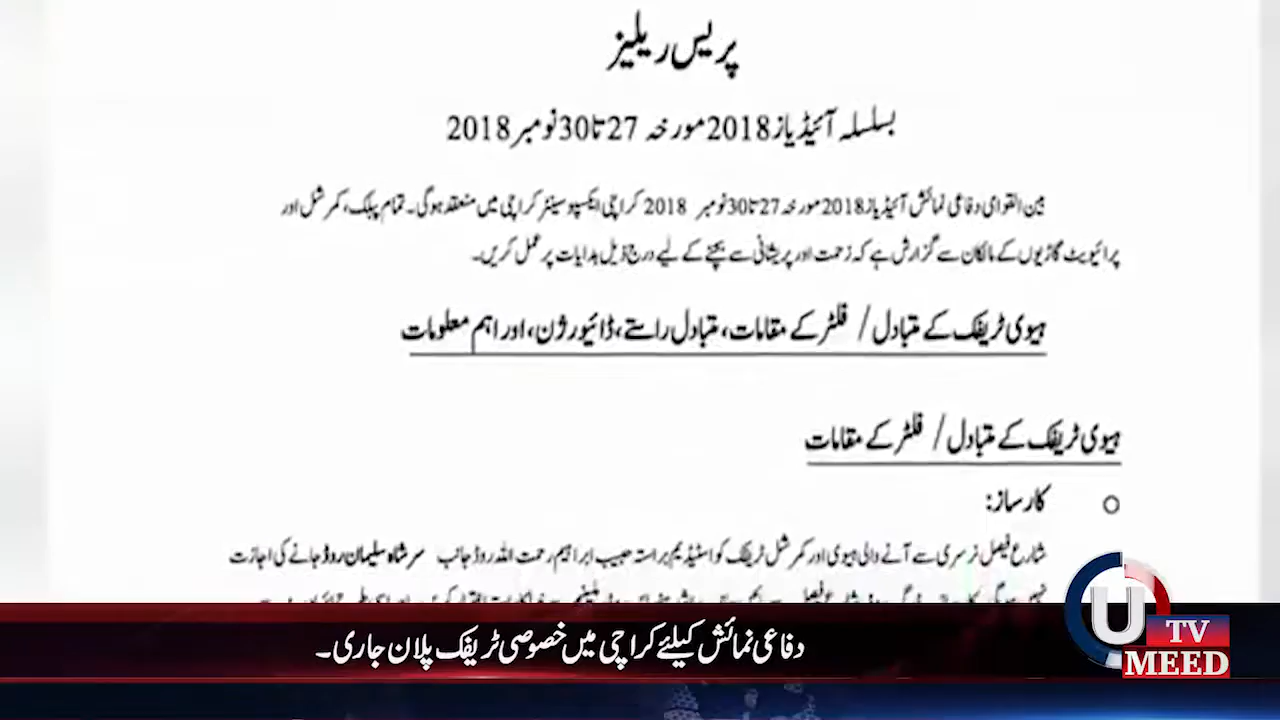 پریس ریلیز
بسلسلہ آئیڈیاز 2018 مورخہ 27 تا 30 نومبر 2018
بین القوامی دفاعی نمائش آئیڈیاز 2018 مورخہ 27 تا 30 نومبر 2018 کراچی ایکسپو سینٹر کراچی میں منعقد ہوگی۔ تمام پبلک، کمرشل اور
پرائیویٹ گاڑیوں کے مالکان سے گزارش ہے کہ زحمت اور پریشانی سے بچنے کے لیے درج ذیل ہدایات پر عمل کریں۔
ہیوی ٹریفک کے متبادل / فلٹر کے مقامات، متبادل راستے، ڈائیورژن، اور اہم معلومات
ہیوی ٹریفک کے متبادل / فلٹر کے مقامات
کارساز:
شارع فیصل نرسری سے آنے والی ہیوی اور کمرشل ٹریفک کو اسٹیڈیم براستہ حبیب ابراہیم رحمت اللہ روڈ جانب سر شاہ سلیمان روڈ جانے کی اجازت
دفاعی نمائش کیلئے کراچی میں خصوصی ٹریفک پلان جاری۔
U TV
MEED